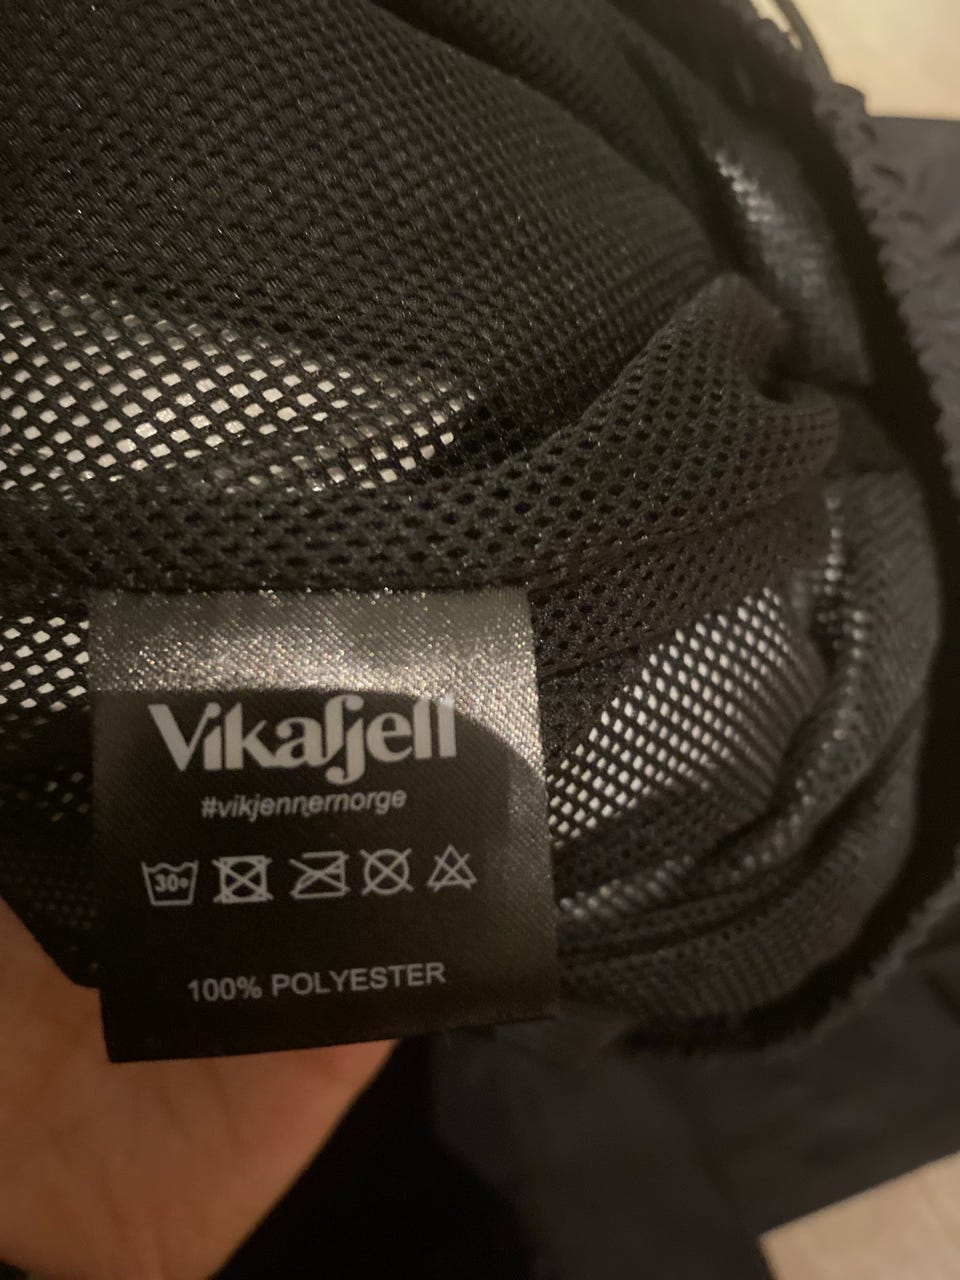 Vikafjell
#vikjennernorge
30°
100% POLYESTER